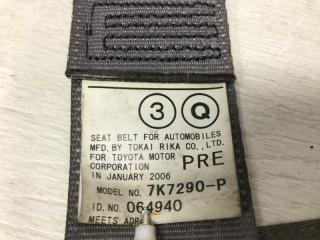 3 Q
SEAT BELT FOR AUTOMOBILES
MFD. BY TOKAI RIKA CO., LTD.
FOR TOYOTA MOTOR
CORPORATION PRE
IN JANUARY 2006
MODEL NO. 7K7290-P
ID. NO. 064940
MEETS